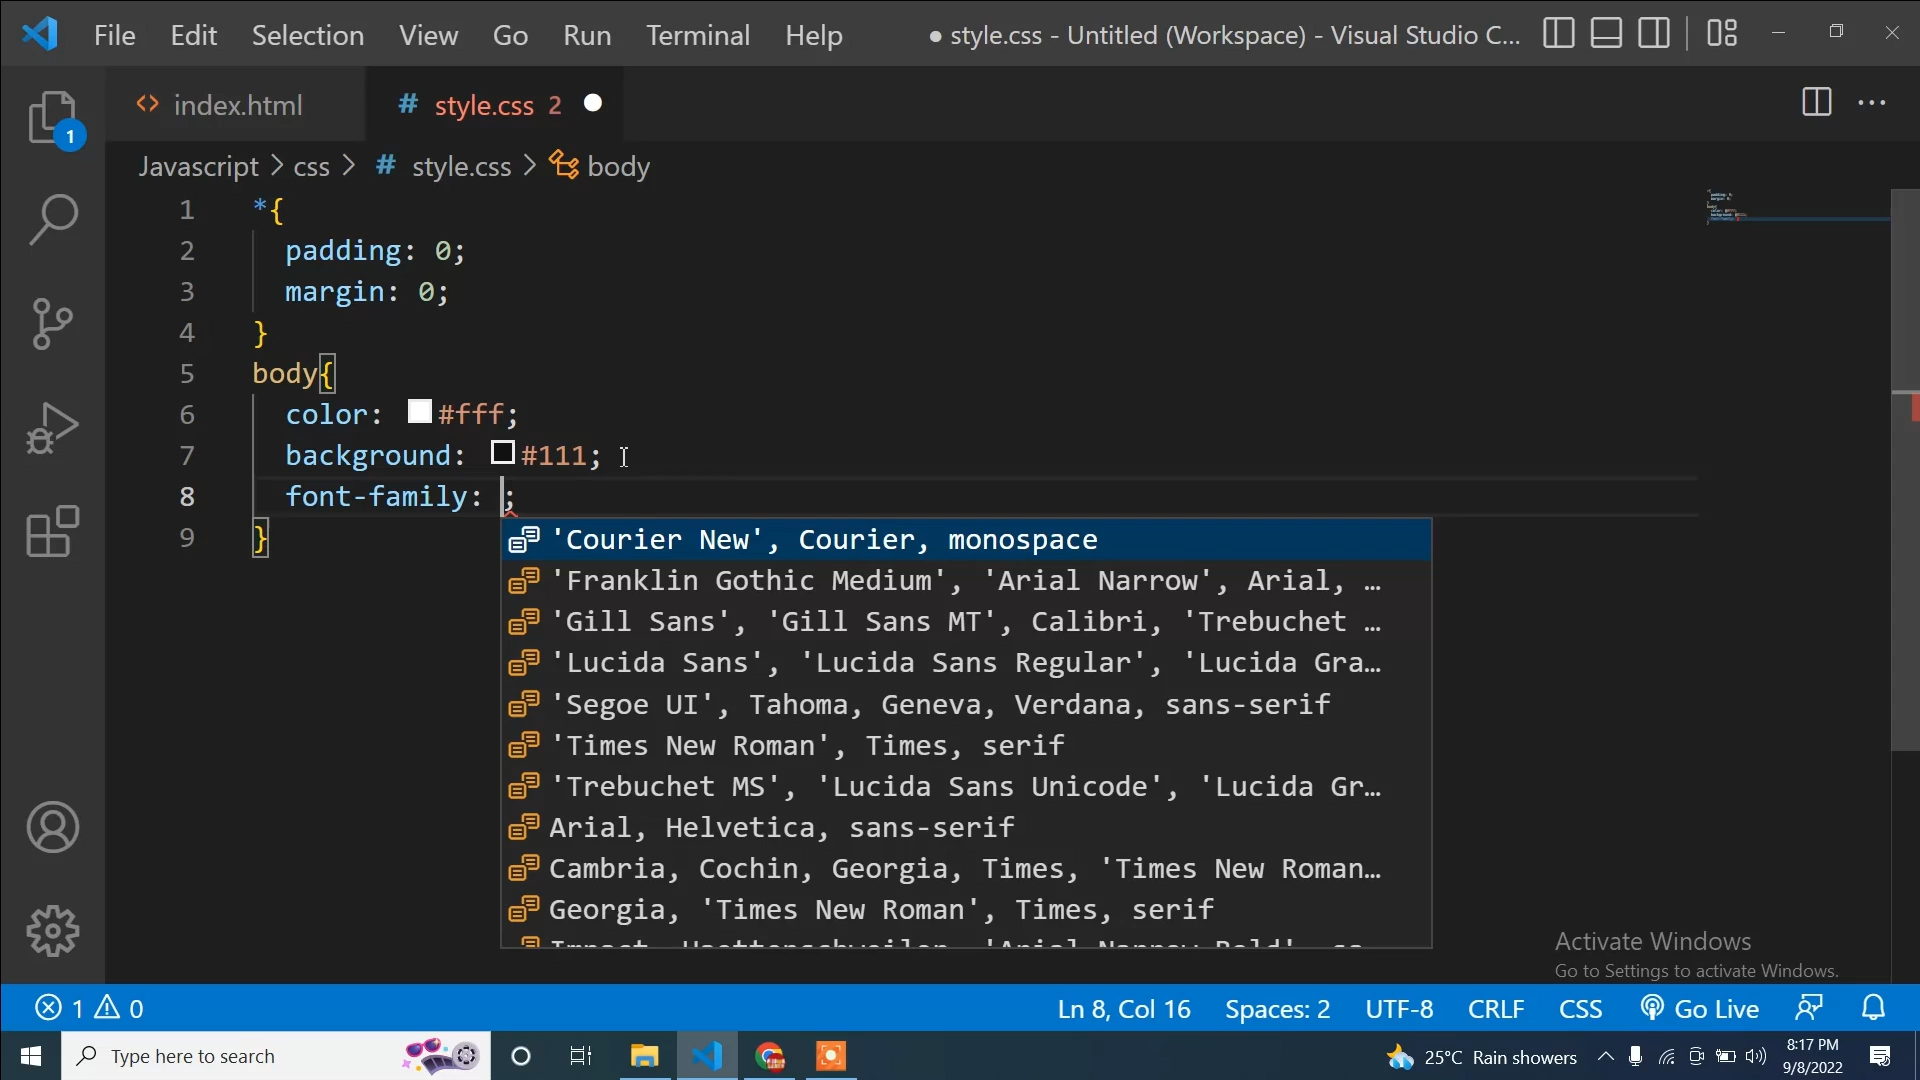 File Edit Selection View Go Run Terminal Help ● style.css - Untitled (Workspace) - Visual Studio C...
<> index.html # style.css 2
1
Javascript > css > # style.css > body
1 *{
2 padding: 0;
3 margin: 0;
4 }
5 body{
6 color: #fff;
7 background: #111;
8 font-family: ;
9 }
'Courier New', Courier, monospace
'Franklin Gothic Medium', 'Arial Narrow', Arial, …
'Gill Sans', 'Gill Sans MT', Calibri, 'Trebuchet …
'Lucida Sans', 'Lucida Sans Regular', 'Lucida Gra…
'Segoe UI', Tahoma, Geneva, Verdana, sans-serif
'Times New Roman', Times, serif
'Trebuchet MS', 'Lucida Sans Unicode', 'Lucida Gr…
Arial, Helvetica, sans-serif
Cambria, Cochin, Georgia, Times, 'Times New Roman…
Georgia, 'Times New Roman', Times, serif
Activate Windows
Go to Settings to activate Windows.
1 0 Ln 8, Col 16 Spaces: 2 UTF-8 CRLF CSS Go Live
Type here to search 25°C Rain showers 8:17 PM
9/8/2022